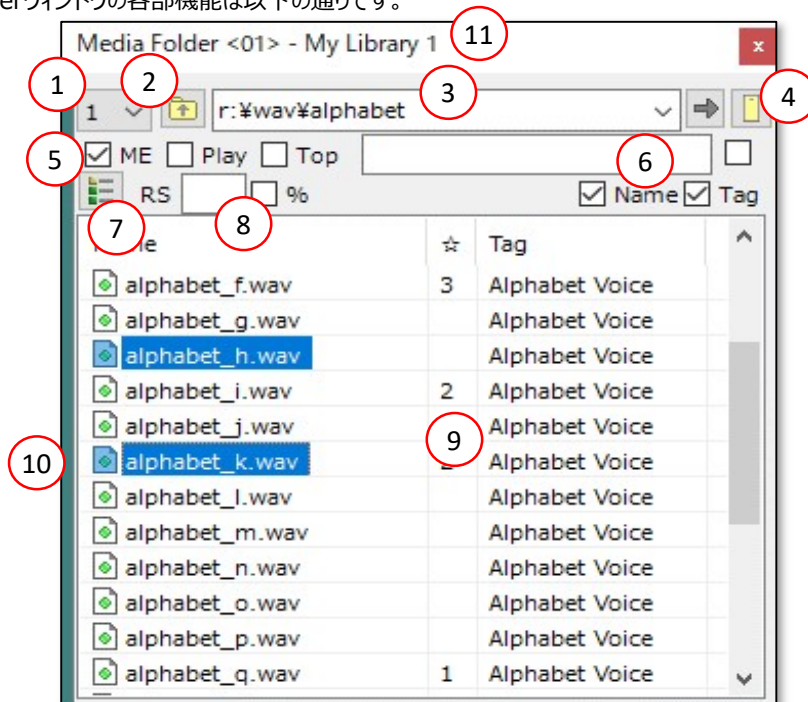 erウィンドウの各部機能は以下の通りです。
Media Folder <01> - My Library 1 11 x
1 2 3 4
1 r:¥wav¥alphabet
5 ME Play Top 6
RS % Name Tag
7 8
☆ Tag
alphabet_f.wav 3 Alphabet Voice
alphabet_g.wav Alphabet Voice
alphabet_h.wav Alphabet Voice
alphabet_i.wav 2 Alphabet Voice
alphabet_j.wav Alphabet Voice
9
10 alphabet_k.wav Alphabet Voice
alphabet_l.wav Alphabet Voice
alphabet_m.wav Alphabet Voice
alphabet_n.wav Alphabet Voice
alphabet_o.wav Alphabet Voice
alphabet_p.wav Alphabet Voice
alphabet_q.wav 1 Alphabet Voice